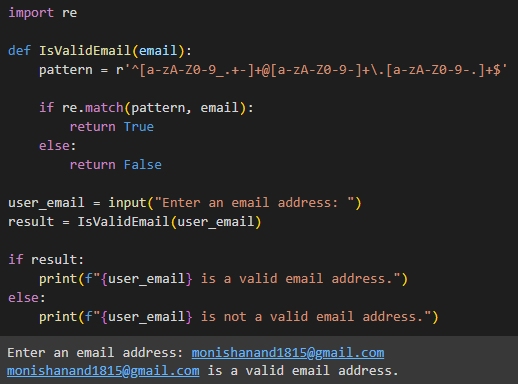 import re
def IsValidEmail(email):
    pattern = r'^[a-zA-Z0-9_.+-]+@[a-zA-Z0-9-]+\.[a-zA-Z0-9-.]+$'
    if re.match(pattern, email):
        return True
    else:
        return False
user_email = input("Enter an email address: ")
result = IsValidEmail(user_email)
if result:
    print(f"{user_email} is a valid email address.")
else:
    print(f"{user_email} is not a valid email address.")
Enter an email address: monishanand1815@gmail.com
monishanand1815@gmail.com is a valid email address.